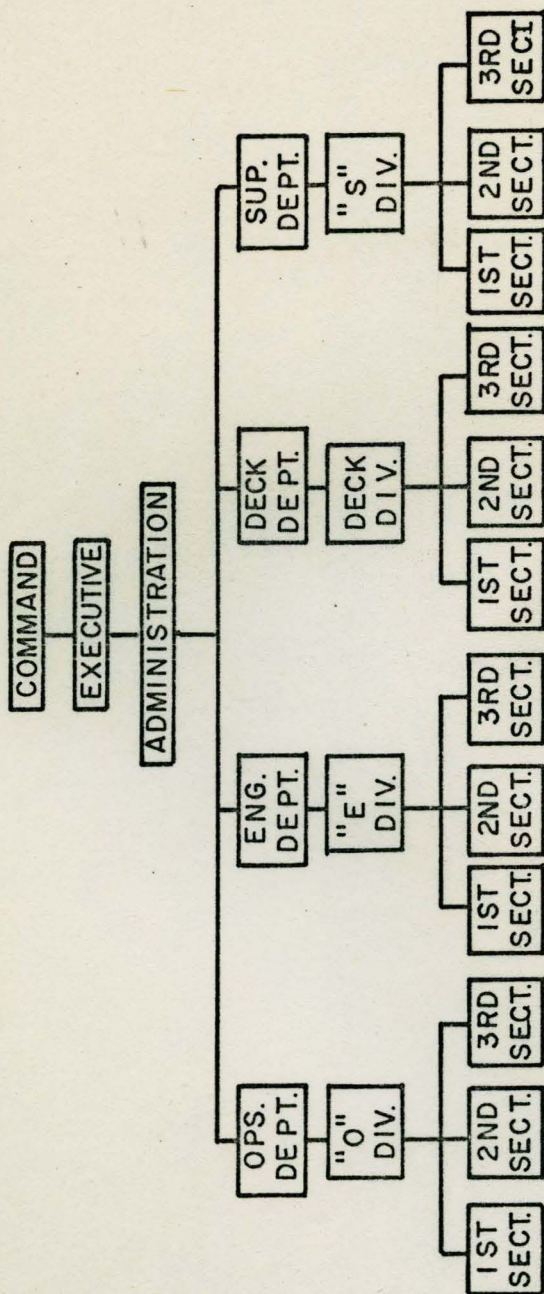 COMMAND
EXECUTIVE
ADMINISTRATION
OPS.
DEPT.
ENG.
DEPT.
DECK
DEPT.
SUP.
DEPT.
"O"
DIV.
"E"
DIV.
DECK
DIV.
"S"
DIV.
1ST
SECT.
2ND
SECT.
3RD
SECT.
1ST
SECT.
2ND
SECT.
3RD
SECT.
1ST
SECT.
2ND
SECT.
3RD
SECT.
1ST
SECT.
2ND
SECT.
3RD
SECT